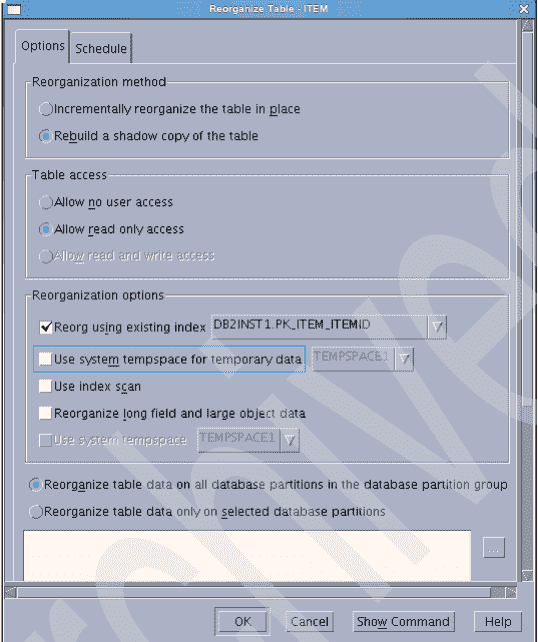 Reorganize Table - ITEM
Options
Schedule
Reorganization method
Incrementally reorganize the table in place
Rebuild a shadow copy of the table
Table access
Allow no user access
Allow read only access
Allow read and write access
Reorganization options
Reorg using existing index DB2INST1.PK_ITEM_ITEMID
Use system tempspace for temporary data TEMPSPACE1
Use index scan
Reorganize long field and large object data
Use system tempspace TEMPSPACE1
Reorganize table data on all database partitions in the database partition group
Reorganize table data only on selected database partitions
...
OK Cancel Show Command Help